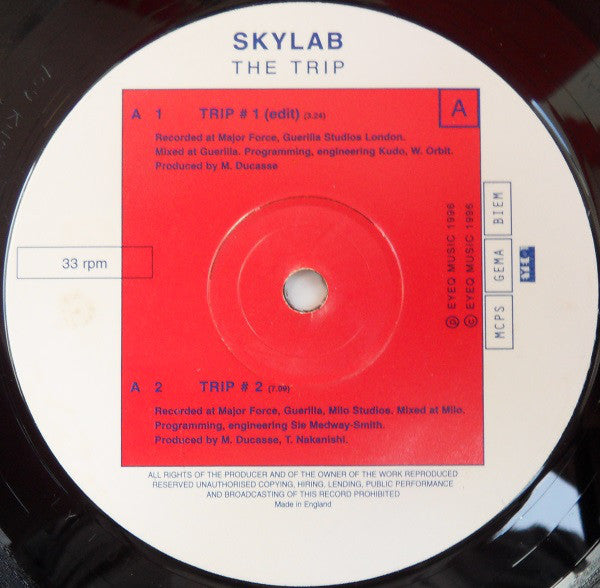 SKYLAB
THE TRIP
A 1 TRIP # 1 (edit) (3.24)
A
Recorded at Major Force, Guerilla Studios London.
Mixed at Guerilla. Programming, engineering Kudo, W. Orbit.
Produced by M. Ducasse
33 rpm
℗ EYEQ MUSIC 1996
© EYEQ MUSIC 1996
MCPS GEMA BIEM
EYEQ
A 2 TRIP # 2 (7.09)
Recorded at Major Force, Guerilla, Milo Studios. Mixed at Milo.
Programming, engineering Sie Medway-Smith.
Produced by M. Ducasse, T. Nakanishi.
ALL RIGHTS OF THE PRODUCER AND OF THE OWNER OF THE WORK REPRODUCED
RESERVED UNAUTHORISED COPYING, HIRING, LENDING, PUBLIC PERFORMANCE
AND BROADCASTING OF THIS RECORD PROHIBITED
Made in England